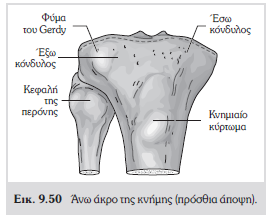 Φύμα
του Gerdy
Έξω
κόνδυλος
Κεφαλή
της
περόνης
Έσω
κόνδυλος
Κνημιαίο
κύρτωμα
Εικ. 9.50 Άνω άκρο της κνήμης (πρόσθια άποψη).